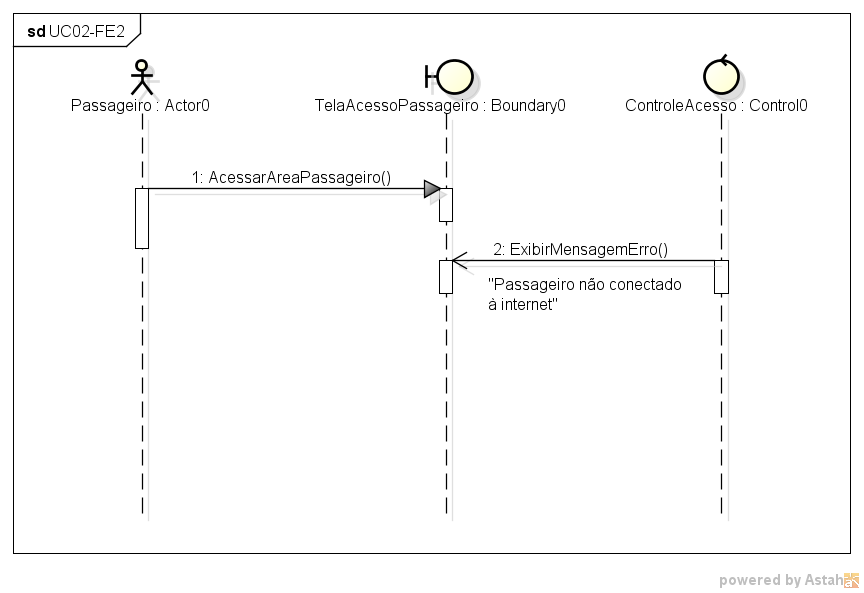 sd UC02-FE2
Passageiro : Actor0
TelaAcessoPassageiro : Boundary0
ControleAcesso : Control0
1: AcessarAreaPassageiro()
2: ExibirMensagemErro()
"Passageiro não conectado
à internet"
powered by Astah